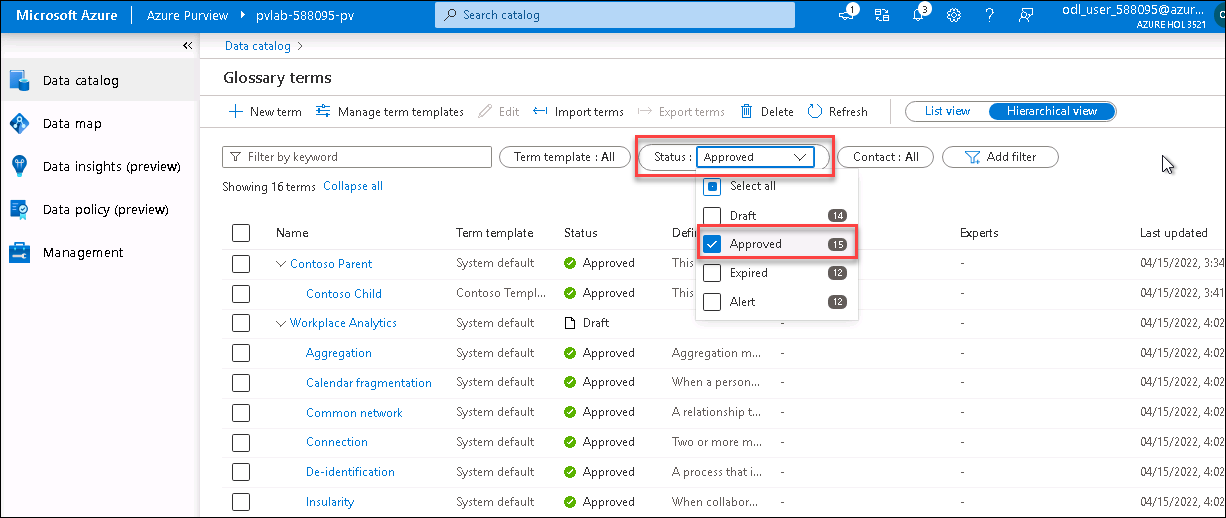 Microsoft Azure Azure Purview pvlab-588095-pv Search catalog 1 3 odl_user_588095@azur...
AZURE HOL 3521
Data catalog
Glossary terms
Data catalog
Data map
Data insights (preview)
Data policy (preview)
Management
New term Manage term templates Edit Import terms Export terms Delete Refresh List view Hierarchical view
Filter by keyword Term template : All Status : Approved Contact : All Add filter
Showing 16 terms Collapse all
Select all
Draft 14
Approved 15
Expired 12
Alert 12
Name Term template Status Experts Last updated
Contoso Parent System default Approved This - 04/15/2022, 3:34
Contoso Child Contoso Templ... Approved This - 04/15/2022, 3:41
Workplace Analytics System default Draft - - 04/15/2022, 4:02
Aggregation System default Approved Aggregation m... - - 04/15/2022, 4:02
Calendar fragmentation System default Approved When a person... - - 04/15/2022, 4:02
Common network System default Approved A relationship t... - - 04/15/2022, 4:02
Connection System default Approved Two or more m... - - 04/15/2022, 4:02
De-identification System default Approved A process that i... - - 04/15/2022, 4:02
Insularity System default Approved When collabor... - - 04/15/2022, 4:02